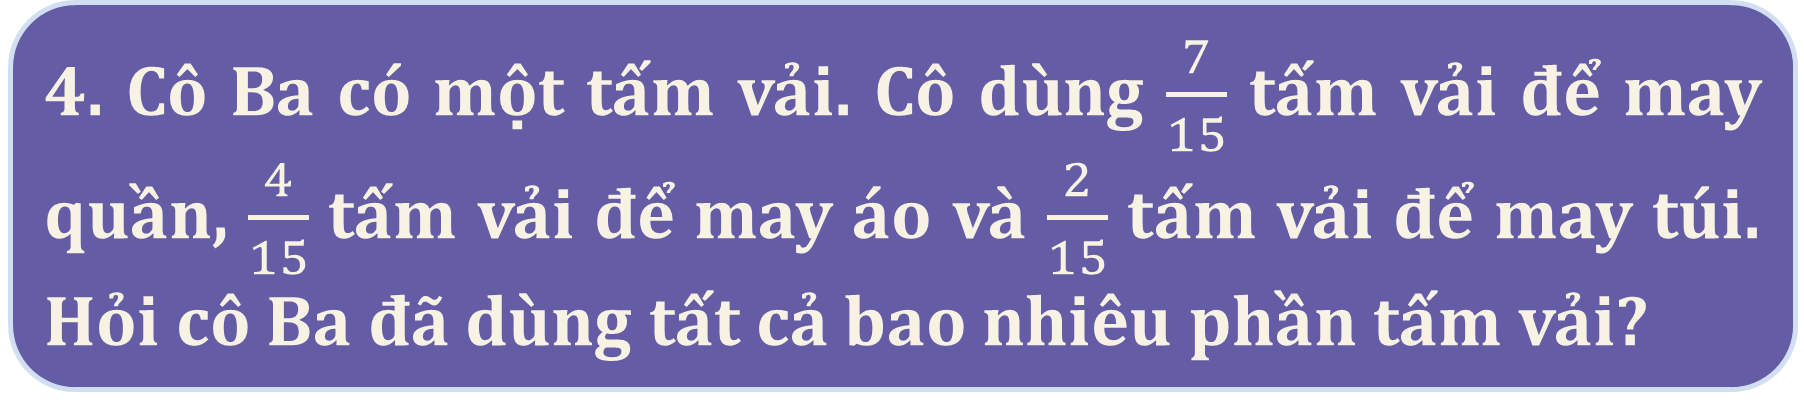 4. Cô Ba có một tấm vải. Cô dùng 7/15 tấm vải để may
quần, 4/15 tấm vải để may áo và 2/15 tấm vải để may túi.
Hỏi cô Ba đã dùng tất cả bao nhiêu phần tấm vải?